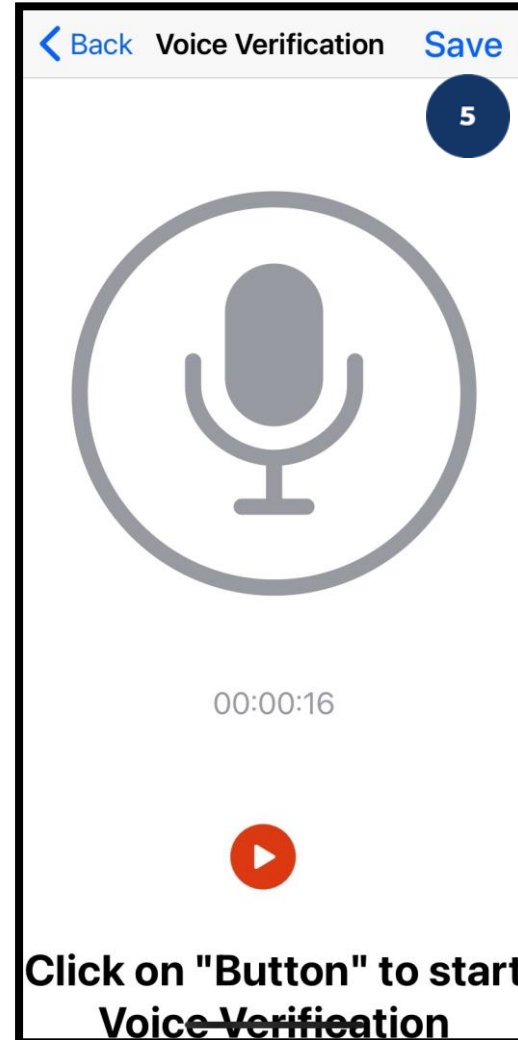 Back Voice Verification Save
5
00:00:16
Click on "Button" to start
Voice Verification